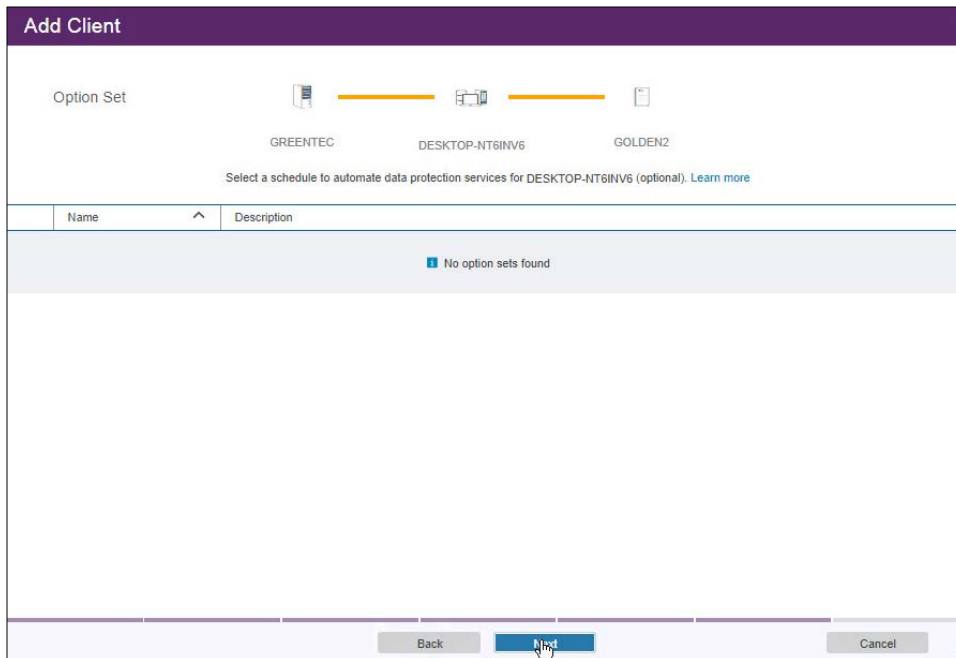 Add Client
Option Set
GREENTEC DESKTOP-NT6INV6 GOLDEN2
Select a schedule to automate data protection services for DESKTOP-NT6INV6 (optional). Learn more
Name Description
No option sets found
Back Next Cancel